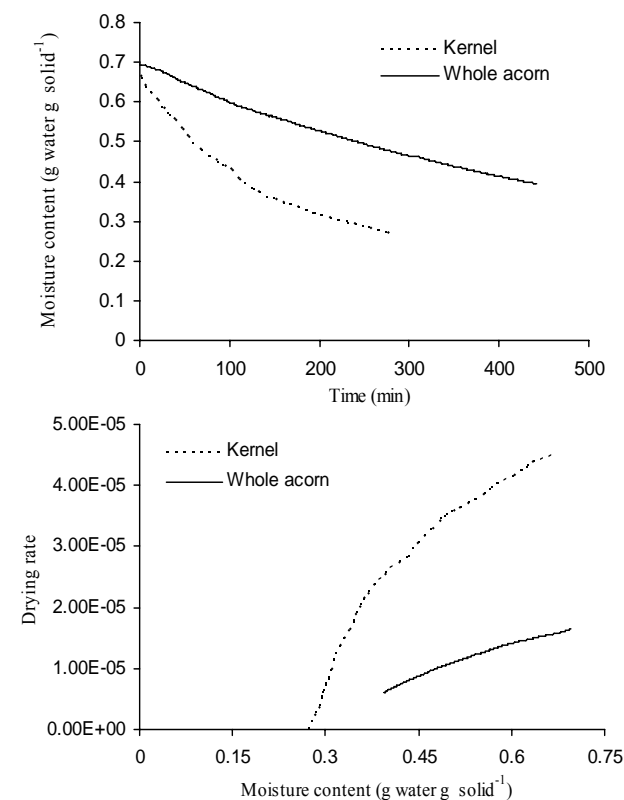 0.8
0.7
0.6
0.5
0.4
0.3
0.2
0.1
0
Moisture content (g water g solid-1)
Kernel
Whole acorn
0 100 200 300 400 500
Time (min)
5.00E-05
4.00E-05
3.00E-05
2.00E-05
1.00E-05
0.00E+00
Drying rate
Kernel
Whole acorn
0 0.15 0.3 0.45 0.6 0.75
Moisture content (g water g solid-1)